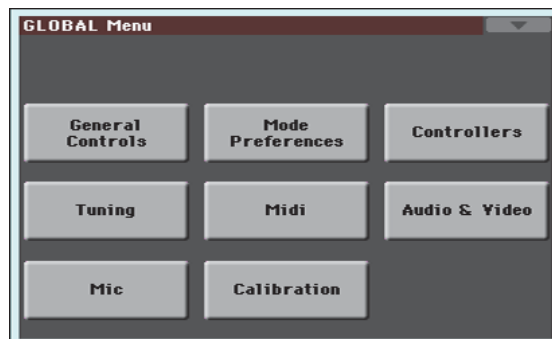 GLOBAL Menu
General
Controls
Mode
Preferences
Controllers
Tuning
Midi
Audio & Video
Mic
Calibration